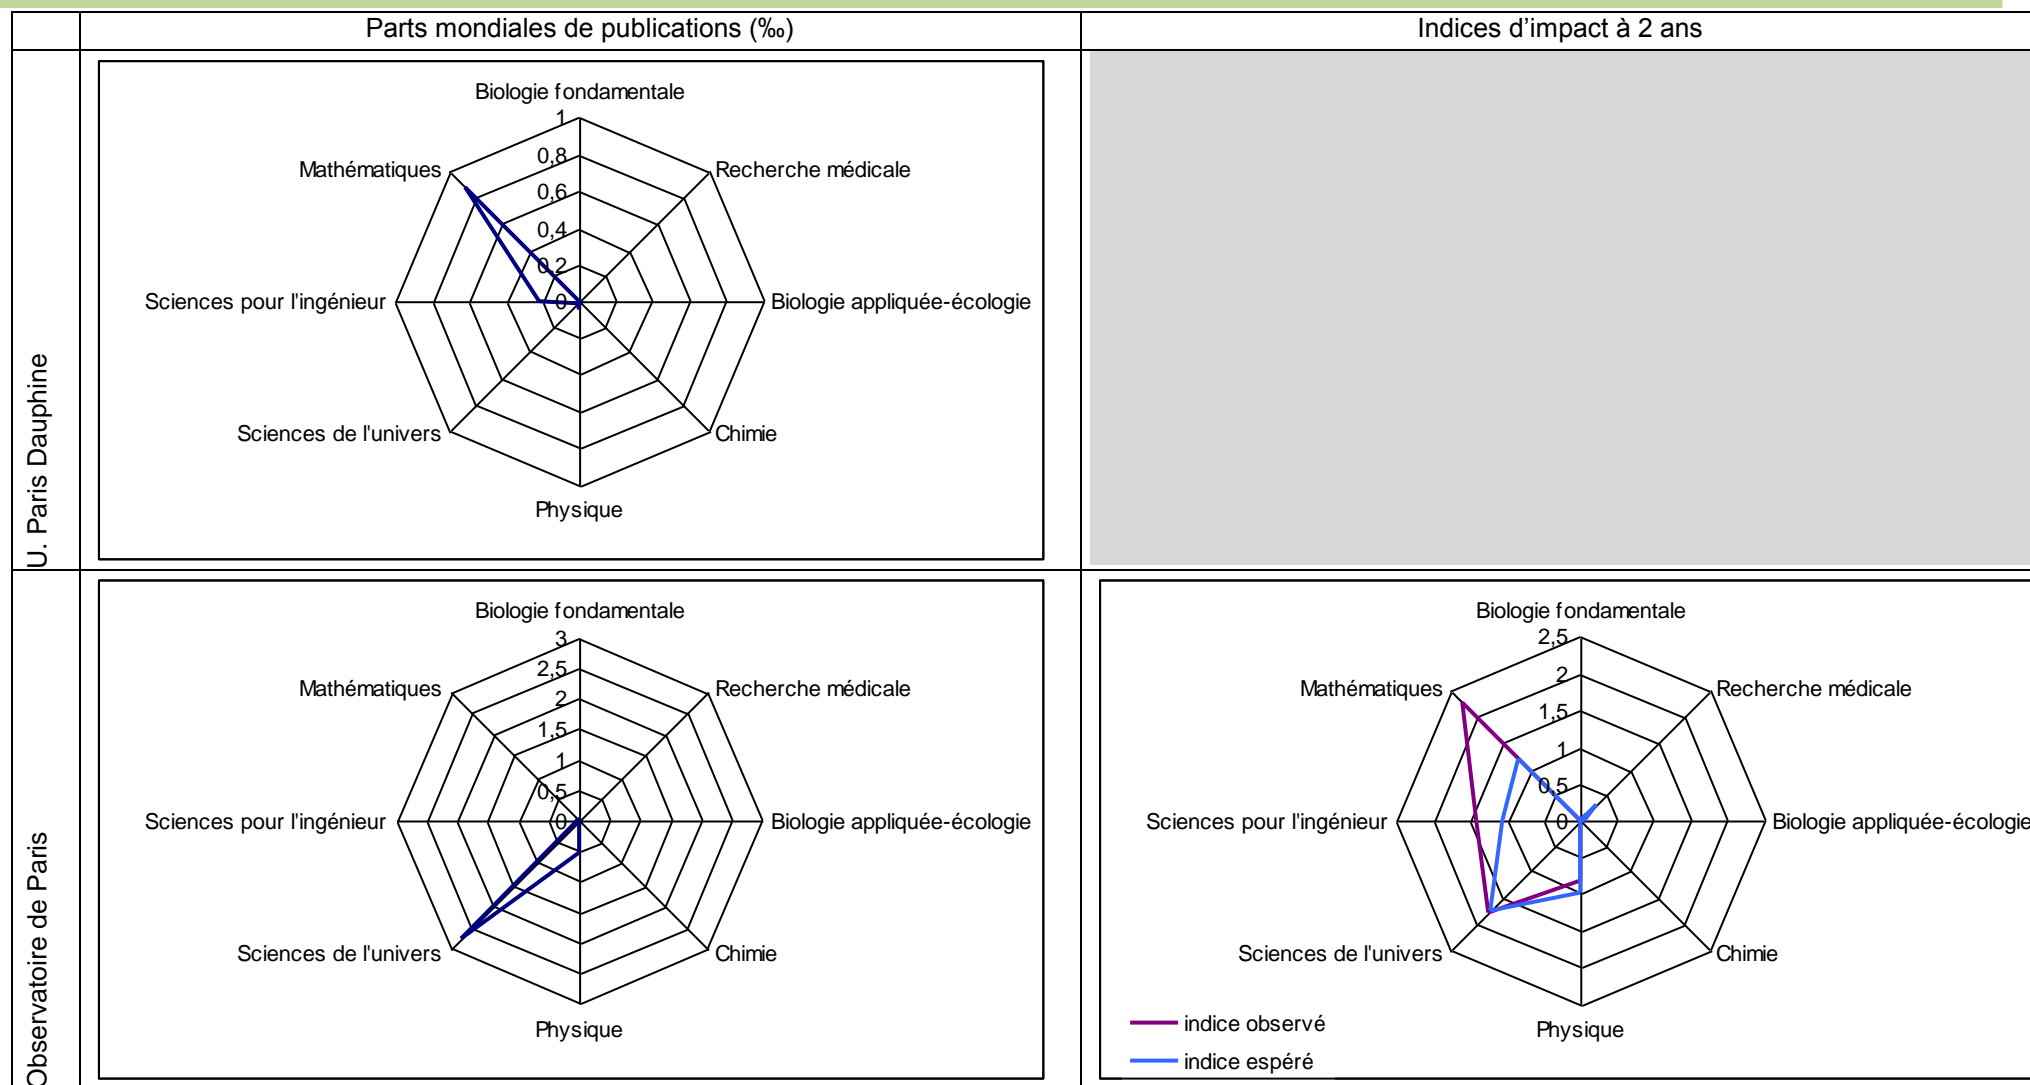 Parts mondiales de publications (‰)
Indices d’impact à 2 ans
U. Paris Dauphine
Biologie fondamentale
1
0,8
0,6
0,4
0,2
0
Mathématiques
Recherche médicale
Sciences pour l'ingénieur
Biologie appliquée-écologie
Sciences de l'univers
Chimie
Physique
Observatoire de Paris
Biologie fondamentale
3
2,5
2
1,5
1
0,5
0
Mathématiques
Recherche médicale
Sciences pour l'ingénieur
Biologie appliquée-écologie
Sciences de l'univers
Chimie
Physique
Biologie fondamentale
2,5
2
1,5
1
0,5
0
Mathématiques
Recherche médicale
Sciences pour l'ingénieur
Biologie appliquée-écologie
Sciences de l'univers
Chimie
Physique
indice observé
indice espéré